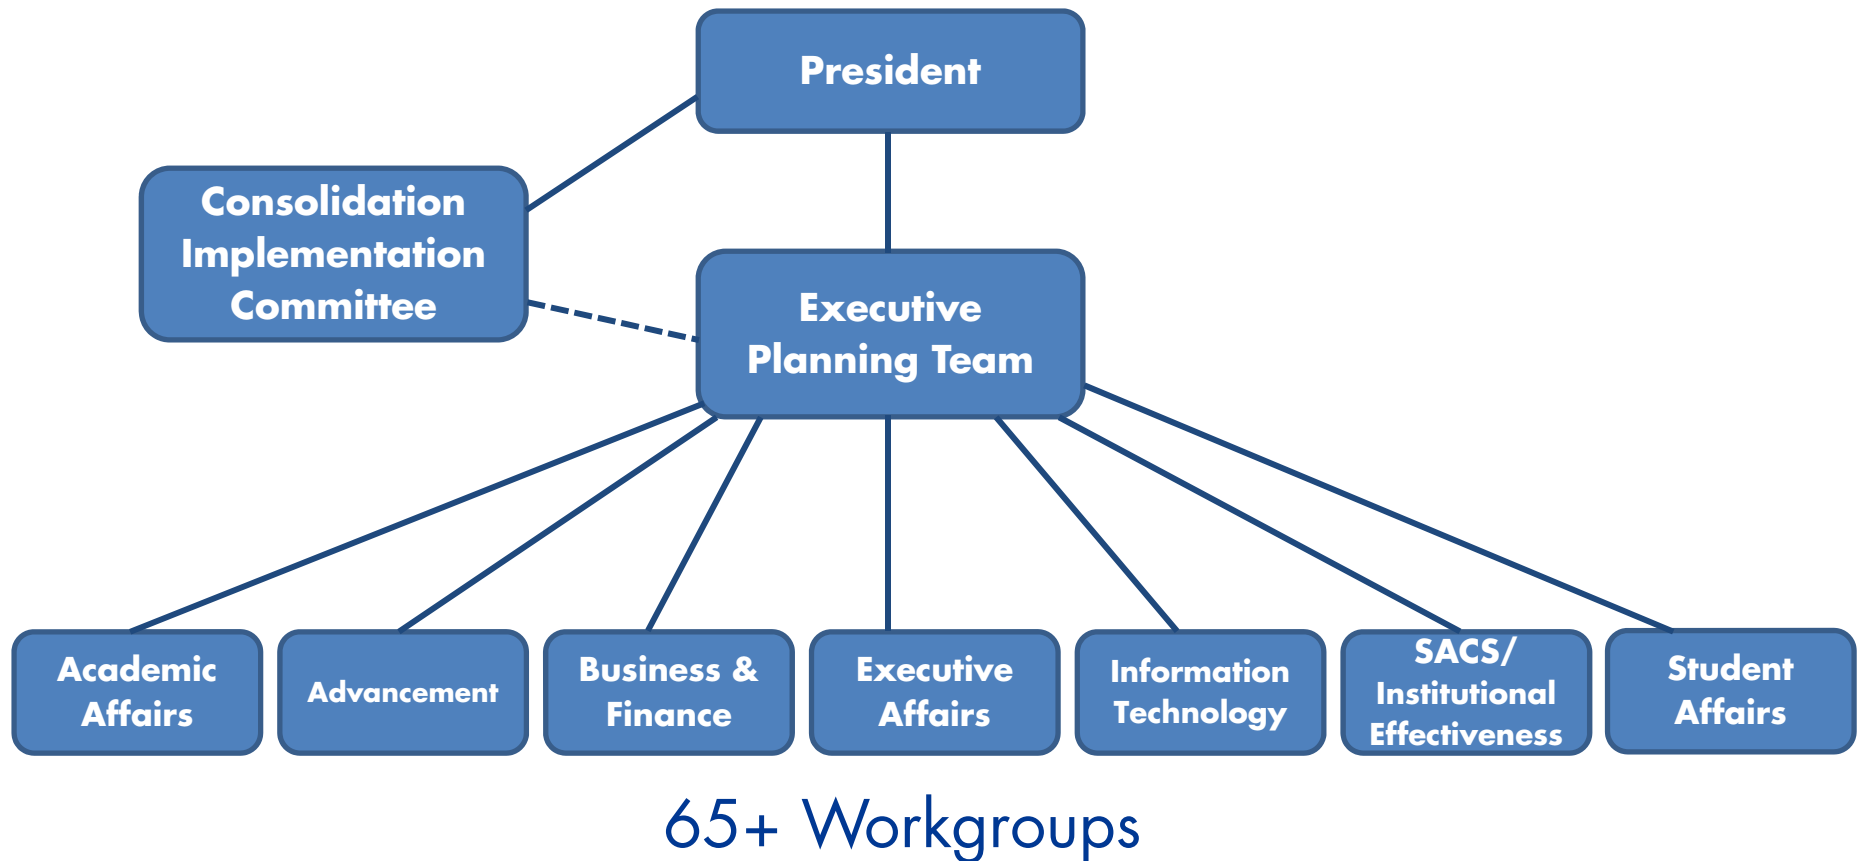 President
Consolidation
Implementation
Committee
Executive
Planning Team
Academic
Affairs
Advancement
Business &
Finance
Executive
Affairs
Information
Technology
SACS/
Institutional
Effectiveness
Student
Affairs
65+ Workgroups